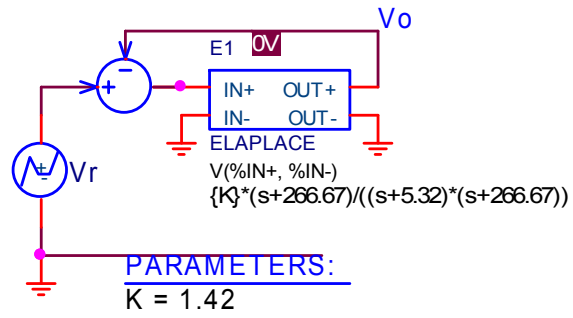 Vo
E1 0V
IN+ OUT+
IN- OUT-
ELAPLACE
V(%IN+, %IN-)
{K}*(s+266.67)/((s+5.32)*(s+266.67))
Vr
PARAMETERS:
K = 1.42